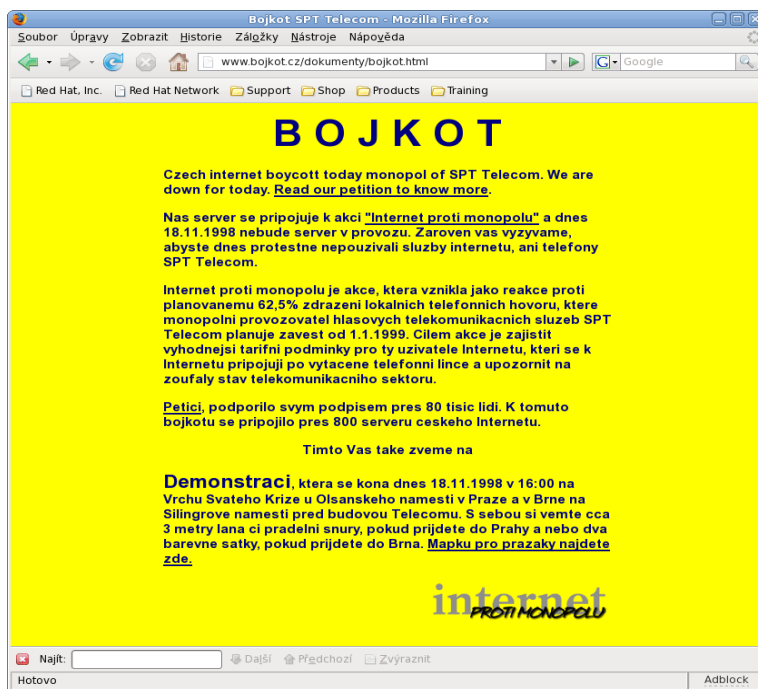 Bojkot SPT Telecom - Mozilla Firefox
Soubor Úpravy Zobrazit Historie Záložky Nástroje Nápověda
www.bojkot.cz/dokumenty/bojkot.html G Google
Red Hat, Inc. Red Hat Network Support Shop Products Training
B O J K O T
Czech internet boycott today monopol of SPT Telecom. We are
down for today. Read our petition to know more.
Nas server se pripojuje k akci "Internet proti monopolu" a dnes
18.11.1998 nebude server v provozu. Zaroven vas vyzyvame,
abyste dnes protestne nepouzivali sluzby internetu, ani telefony
SPT Telecom.
Internet proti monopolu je akce, ktera vznikla jako reakce proti
planovanemu 62,5% zdrazeni lokalnich telefonnich hovoru, ktere
monopolni provozovatel hlasovych telekomunikacnich sluzeb SPT
Telecom planuje zavest od 1.1.1999. Cilem akce je zajistit
vyhodnejsi tarifni podminky pro ty uzivatele Internetu, kteri se k
Internetu pripojuji po vytacene telefonni lince a upozornit na
zoufaly stav telekomunikacniho sektoru.
Petici, podporilo svym podpisem pres 80 tisic lidi. K tomuto
bojkotu se pripojilo pres 800 serveru ceskeho Internetu.
Timto Vas take zveme na
Demonstraci, ktera se kona dnes 18.11.1998 v 16:00 na
Vrchu Svateho Krize u Olsanskeho namesti v Praze a v Brne na
Silingrove namesti pred budovou Telecomu. S sebou si vemte cca
3 metry lana ci pradelni snury, pokud prijdete do Prahy a nebo dva
barevne satky, pokud prijdete do Brna. Mapku pro prazaky najdete
zde.
internet
PROTI MONOPOLU
Najít: Další Předchozí Zvýraznit
Hotovo Adblock